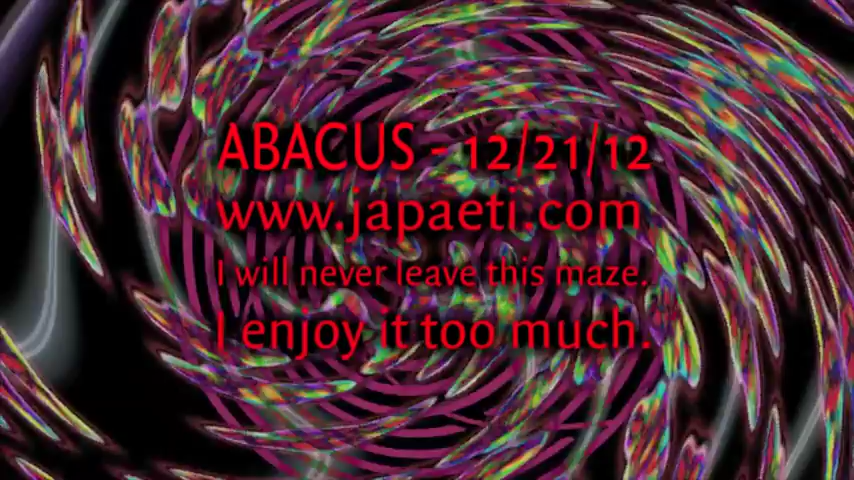 ABACUS - 12/21/12
www.japaeti.com
I will never leave this maze.
I enjoy it too much.